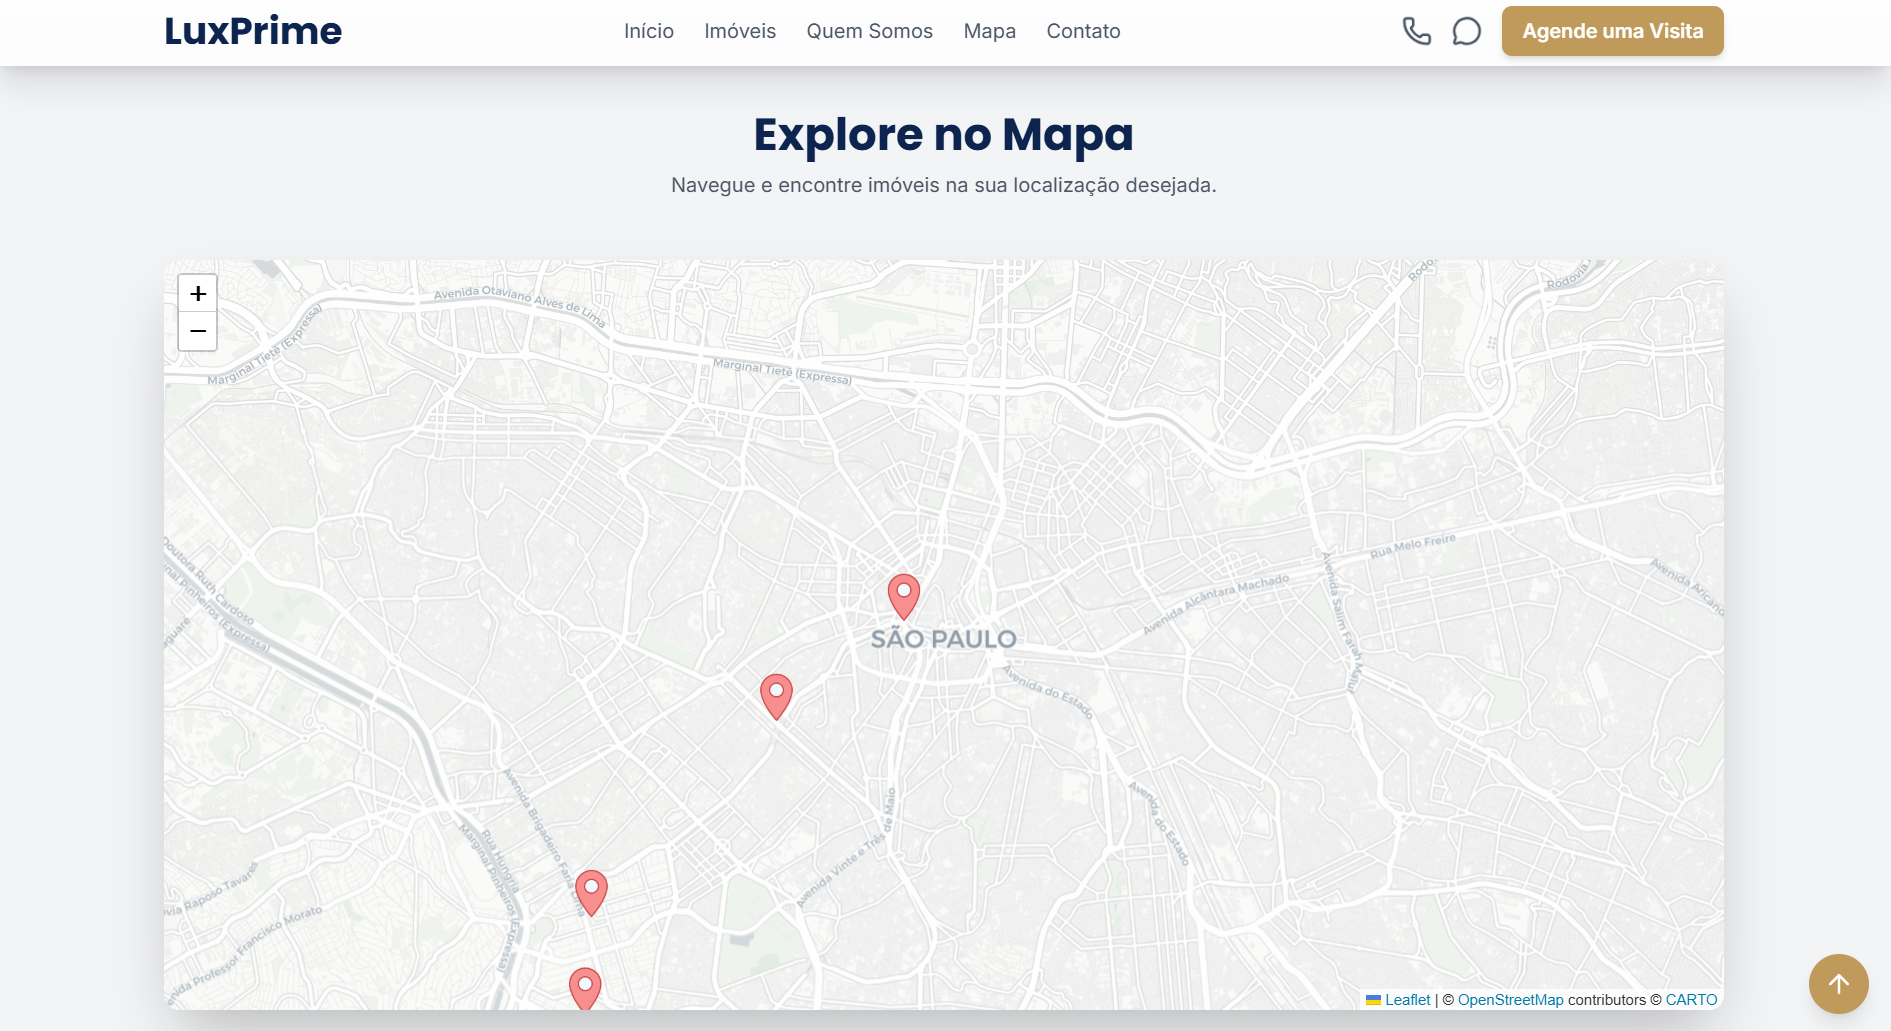 LuxPrime
Início
Imóveis
Quem Somos
Mapa
Contato
Agende uma Visita
Explore no Mapa
Navegue e encontre imóveis na sua localização desejada.
+
−
Avenida Otaviano Alves de Lima
Marginal Tietê (Expressa)
Marginal Tietê (Expressa)
Rodovia
Rua Melo Freire
Avenida Alcântara Machado
Avenida Salim Farah Maluf
Avenida Aricand
Doutora Ruth Cardoso
Pinheiros (Expressa)
SÃO PAULO
Avenida do Estado
Avenida do Estado
Avenida Brigadeiro Faria Lima
Rua Hungria
Marginal Pinheiros (Expressa)
Avenida Vinte e Três de Maio
Raposo Tavares
Professor Francisco Morato
Leaflet | © OpenStreetMap contributors © CARTO